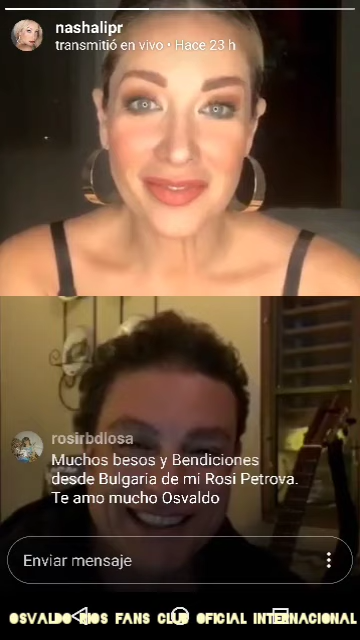 nashalipr
transmitió en vivo • Hace 23 h
rosirbdlosa
Muchos besos y Bendiciones
desde Bulgaria de mi Rosi Petrova.
Te amo mucho Osvaldo
Enviar mensaje
OSVALDO RIOS FANS CLUB OFICIAL INTERNACIONAL